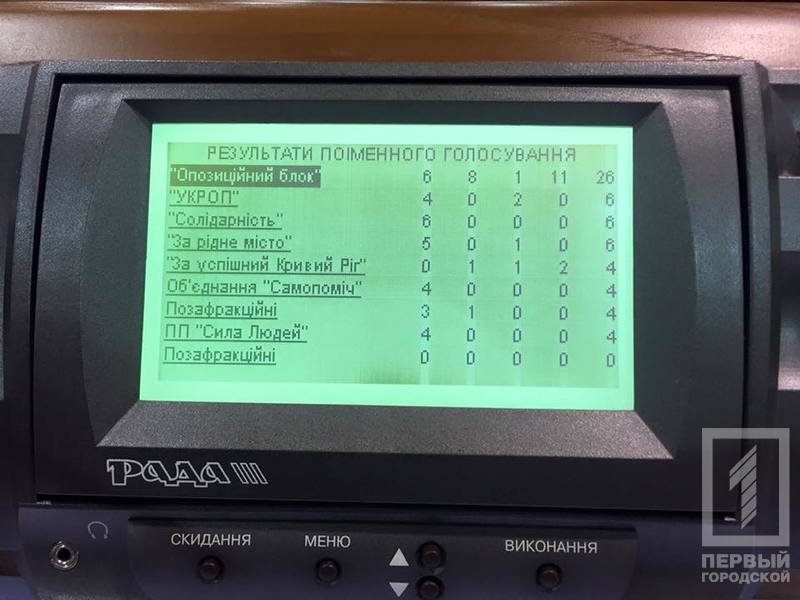 РЕЗУЛЬТАТИ ПОІМЕННОГО ГОЛОСУВАННЯ
"Опозиційний блок" 6 8 1 11 26
"УКРОП" 4 0 2 0 6
"Солідарність" 6 0 0 0 6
"За рідне місто" 5 0 1 0 6
"За успішний Кривий Ріг" 0 1 1 2 4
Об'єднання "Самопоміч" 4 0 0 0 4
Позафракційні 3 1 0 0 4
ПП "Сила Людей" 4 0 0 0 4
Позафракційні 0 0 0 0 0
РАДА III
СКИДАННЯ МЕНЮ ВИКОНАННЯ
1
ПЕРВЫЙ
ГОРОДСКОЙ